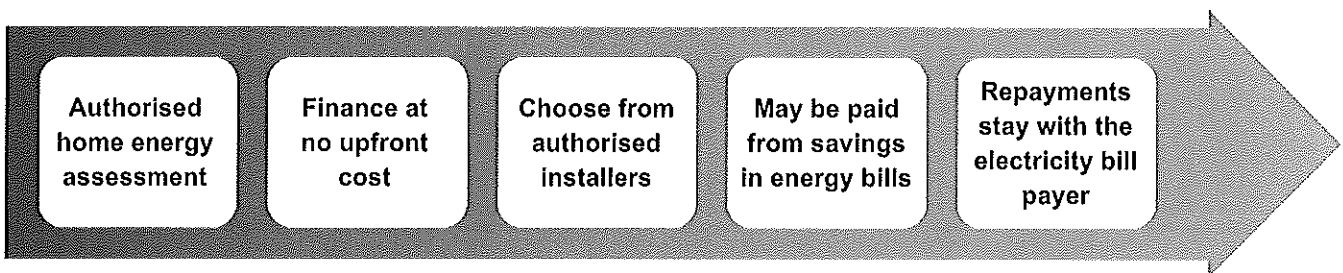 Authorised
home energy
assessment
Finance at
no upfront
cost
Choose from
authorised
installers
May be paid
from savings
in energy bills
Repayments
stay with the
electricity bill
payer